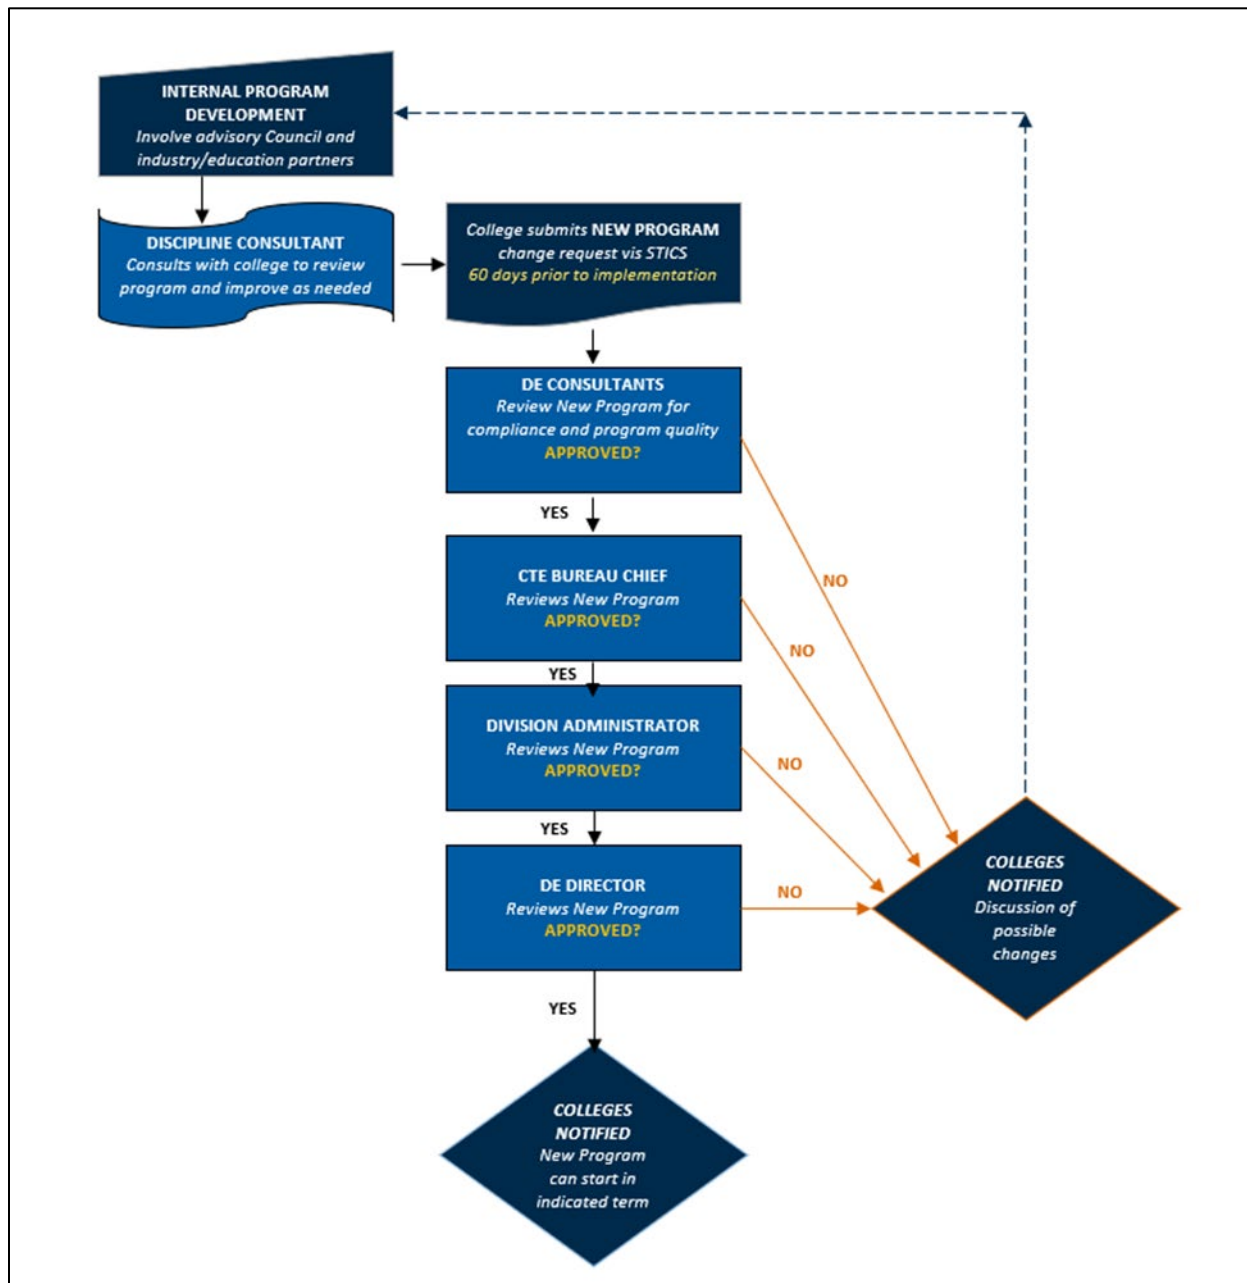 INTERNAL PROGRAM
DEVELOPMENT
Involve advisory Council and
industry/education partners
DISCIPLINE CONSULTANT
Consults with college to review
program and improve as needed
College submits NEW PROGRAM
change request vis STICS
60 days prior to implementation
DE CONSULTANTS
Review New Program for
compliance and program quality
APPROVED?
YES
NO
CTE BUREAU CHIEF
Reviews New Program
APPROVED?
YES
NO
DIVISION ADMINISTRATOR
Reviews New Program
APPROVED?
YES
NO
DE DIRECTOR
Reviews New Program
APPROVED?
YES
NO
COLLEGES
NOTIFIED
Discussion of
possible
changes
COLLEGES
NOTIFIED
New Program
can start in
indicated term